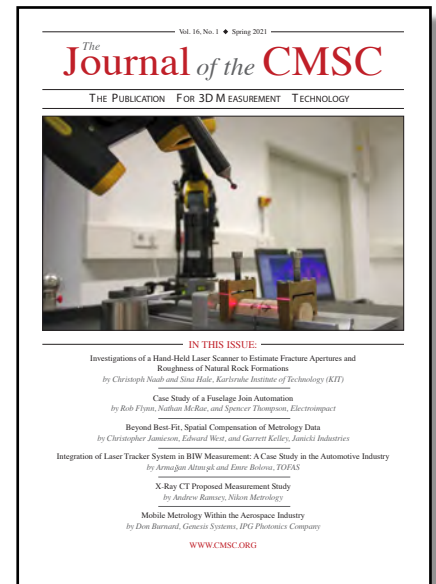 Vol. 16, No. 1 ◆ Spring 2021
The
Journal of the CMSC
THE PUBLICATION FOR 3D MEASUREMENT TECHNOLOGY
IN THIS ISSUE:
Investigations of a Hand-Held Laser Scanner to Estimate Fracture Apertures and
Roughness of Natural Rock Formations
by Christoph Naab and Sina Hale, Karlsruhe Institute of Technology (KIT)
Case Study of a Fuselage Join Automation
by Rob Flynn, Nathan McRae, and Spencer Thompson, Electroimpact
Beyond Best-Fit, Spatial Compensation of Metrology Data
by Christopher Jamieson, Edward West, and Garrett Kelley, Janicki Industries
Integration of Laser Tracker System in BIW Measurement: A Case Study in the Automotive Industry
by Armağan Altınışık and Emre Bolova, TOFAS
X-Ray CT Proposed Measurement Study
by Andrew Ramsey, Nikon Metrology
Mobile Metrology Within the Aerospace Industry
by Don Burnard, Genesis Systems, IPG Photonics Company
WWW.CMSC.ORG